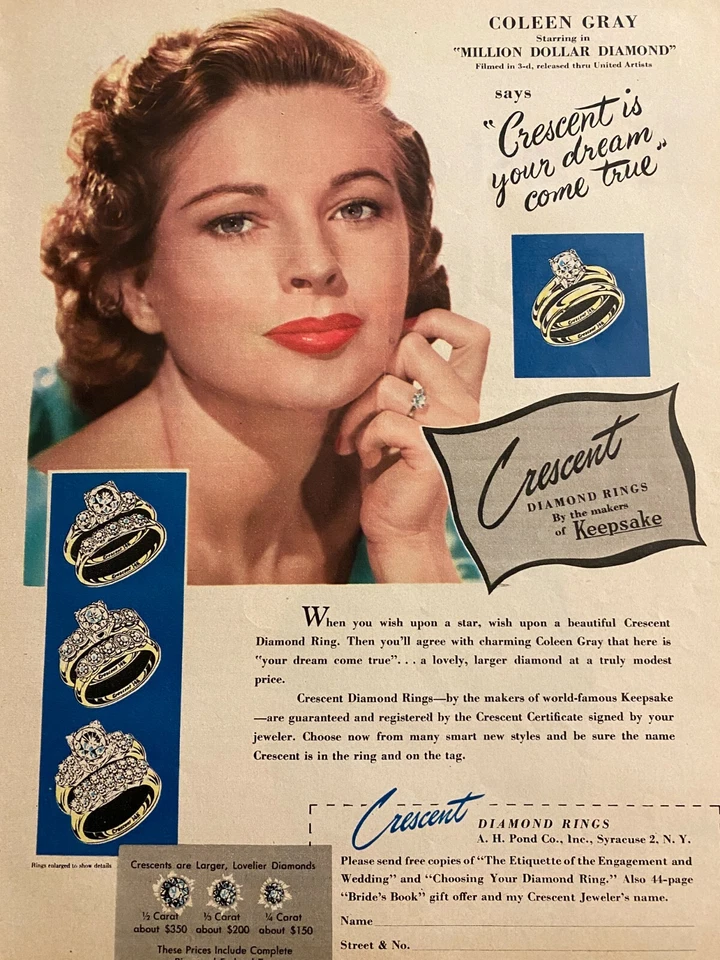 COLEEN GRAY
Starring in
"MILLION DOLLAR DIAMOND"
Filmed in 3-d, released thru United Artists
says
"Crescent is
your dream
come true"
Crescent
DIAMOND RINGS
By the makers
of Keepsake
When you wish upon a star, wish upon a beautiful Crescent
Diamond Ring. Then you'll agree with charming Coleen Gray that here is
"your dream come true". . . a lovely, larger diamond at a truly modest
price.
Crescent Diamond Rings—by the makers of world-famous Keepsake
—are guaranteed and registered by the Crescent Certificate signed by your
jeweler. Choose now from many smart new styles and be sure the name
Crescent is in the ring and on the tag.
Rings enlarged to show details
Crescents are Larger, Lovelier Diamonds
½ Carat ⅓ Carat ¼ Carat
about $350 about $200 about $150
These Prices Include Complete
Crescent DIAMOND RINGS
A. H. Pond Co., Inc., Syracuse 2, N. Y.
Please send free copies of "The Etiquette of the Engagement and
Wedding" and "Choosing Your Diamond Ring." Also 44-page
"Bride's Book" gift offer and my Crescent Jeweler's name.
Name
Street & No.